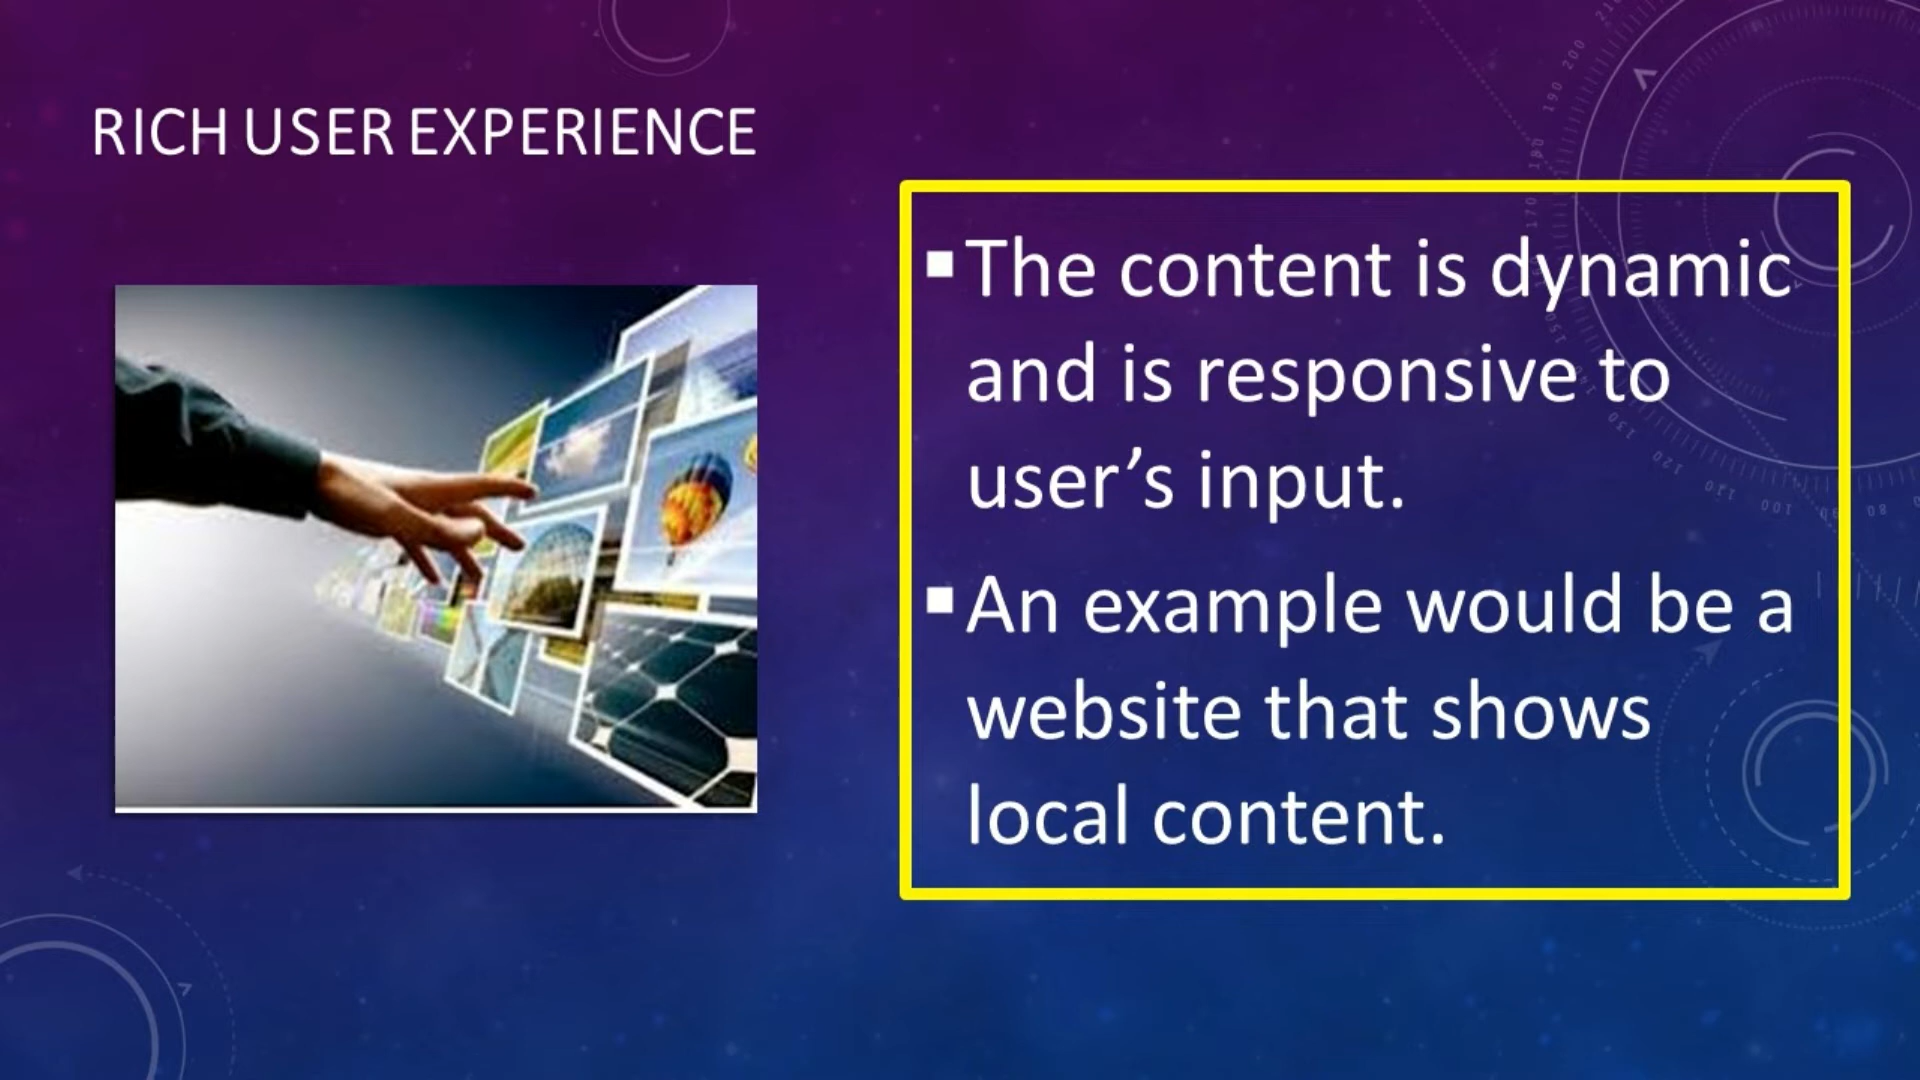 RICH USER EXPERIENCE
▪The content is dynamic
and is responsive to
user’s input.
▪An example would be a
website that shows
local content.